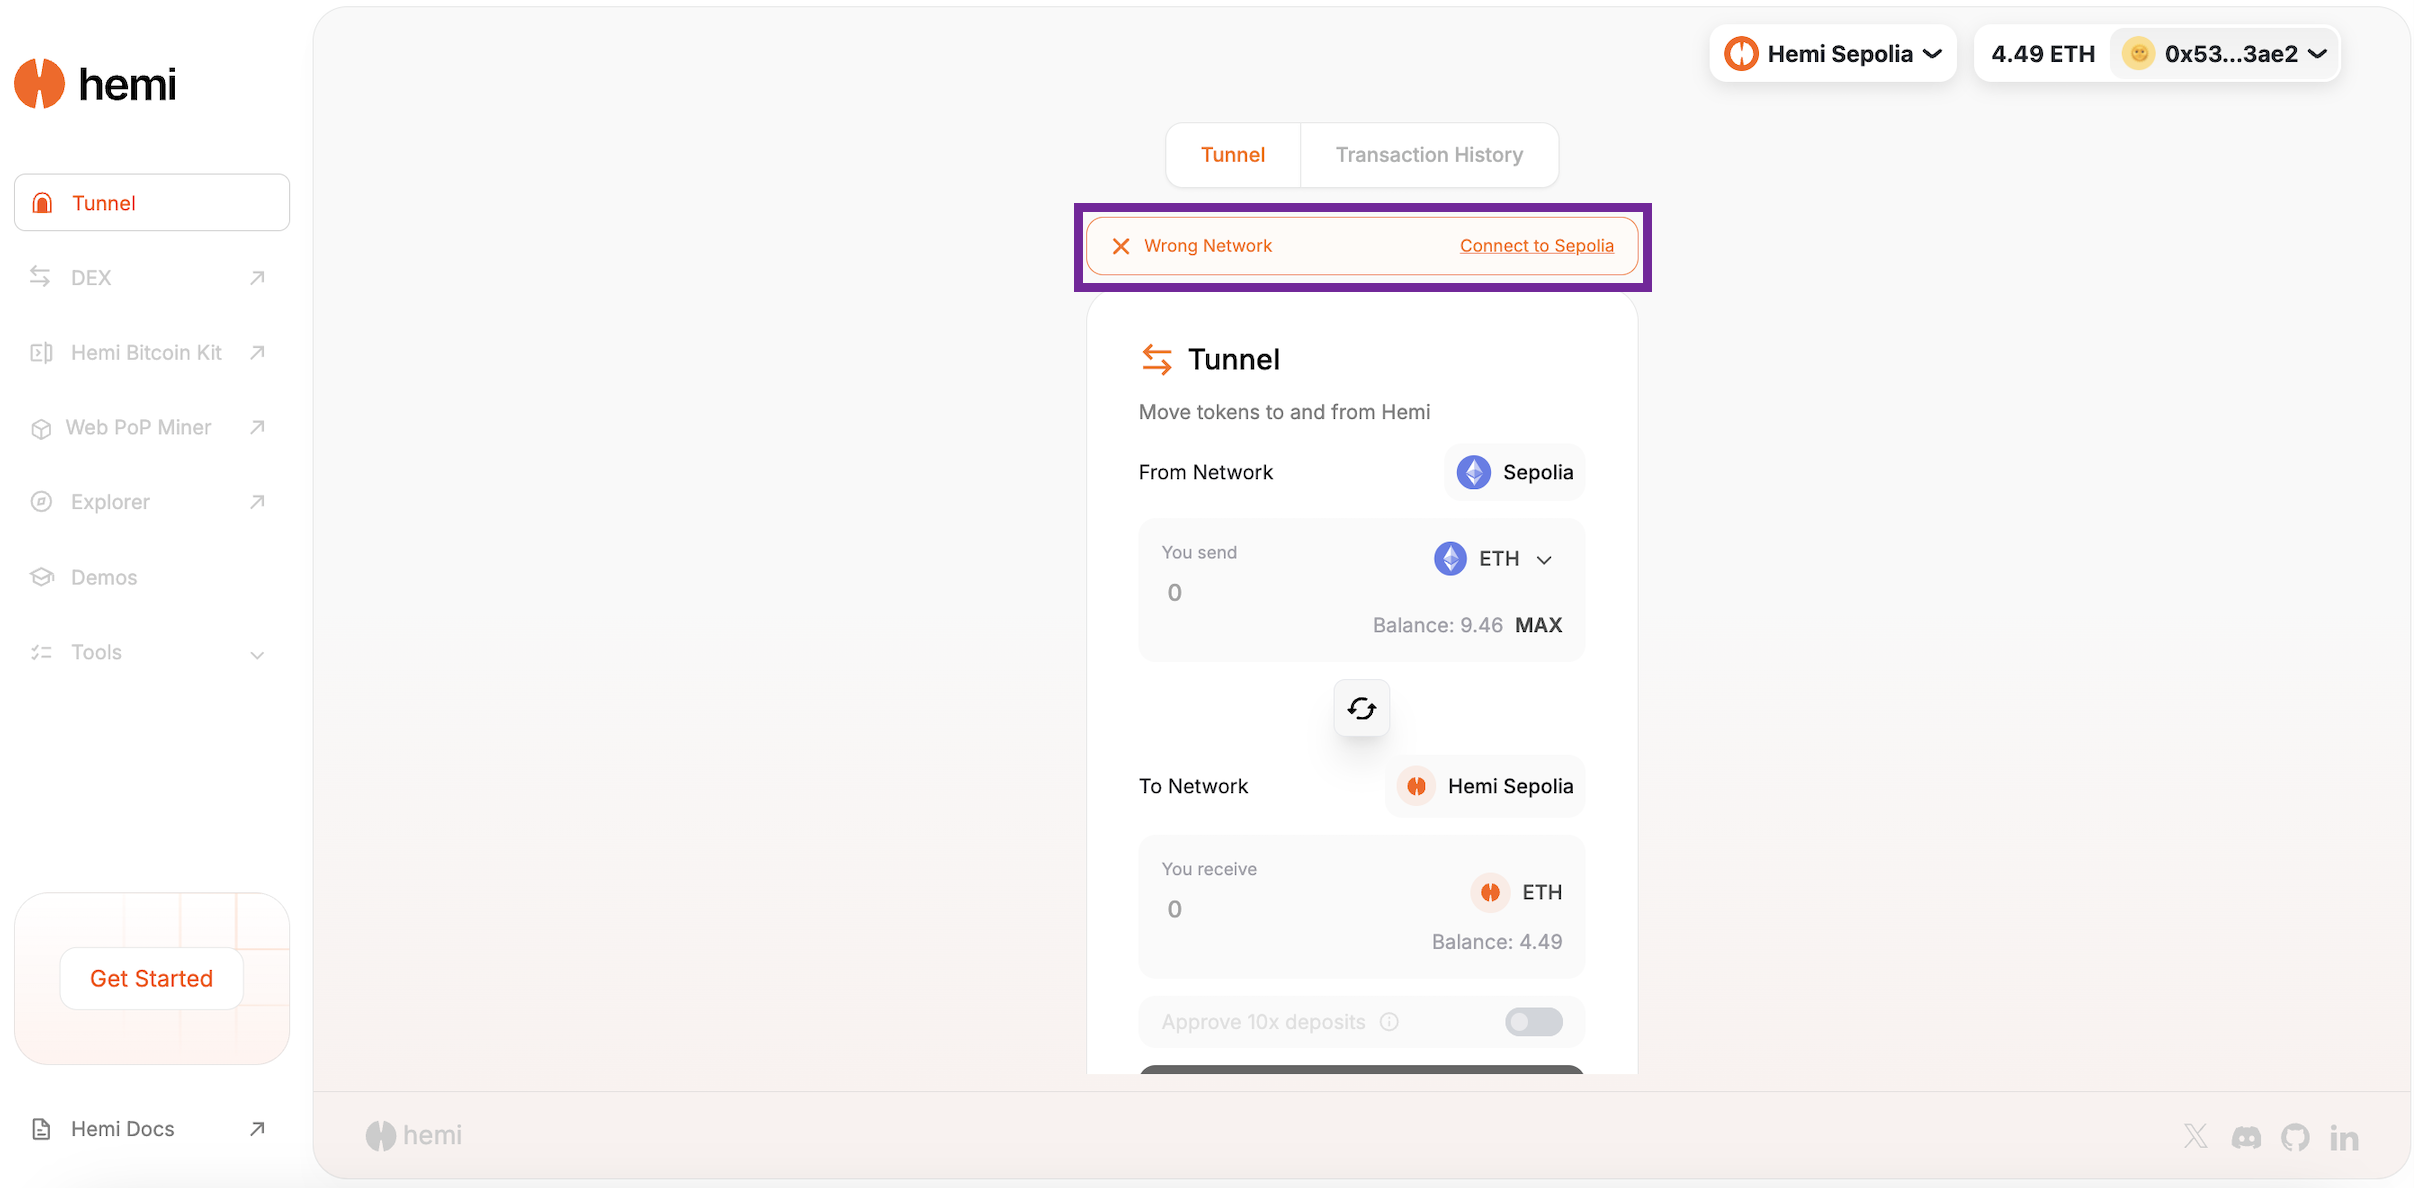 hemi
Hemi Sepolia
4.49 ETH
0x53...3ae2
Tunnel
DEX
Hemi Bitcoin Kit
Web PoP Miner
Explorer
Demos
Tools
Get Started
Hemi Docs
Tunnel
Transaction History
Wrong Network
Connect to Sepolia
Tunnel
Move tokens to and from Hemi
From Network
Sepolia
You send
ETH
0
Balance: 9.46 MAX
To Network
Hemi Sepolia
You receive
ETH
0
Balance: 4.49
Approve 10x deposits
hemi